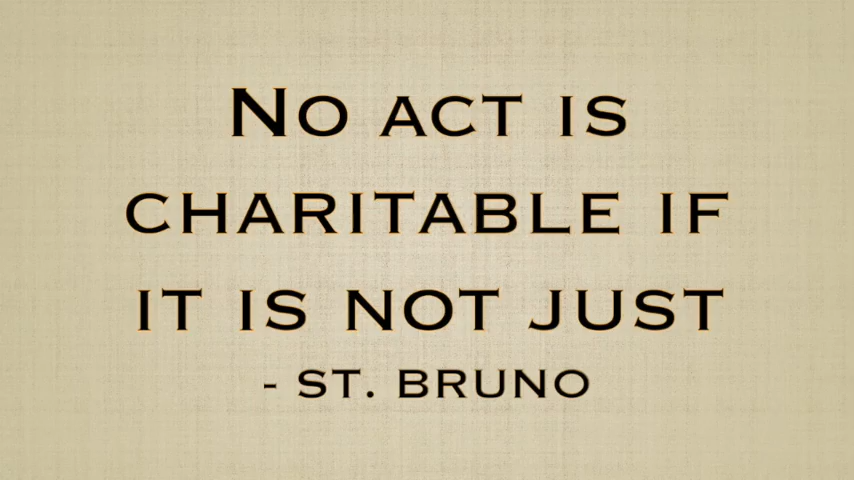 No act is
charitable if
it is not just
- St. Bruno